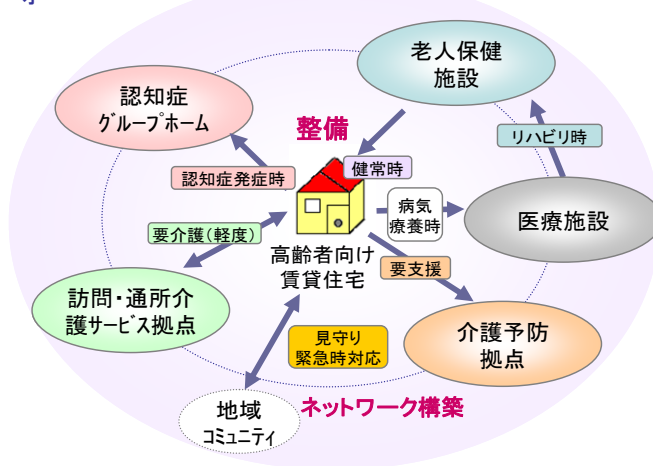 老人保健
施設
認知症
ｸﾞﾙｰﾌﾟﾎｰﾑ
整備
リハビリ時
健常時
認知症発症時
病気
療養時
医療施設
要介護(軽度)
高齢者向け
賃貸住宅
要支援
訪問・通所介
護ｻｰﾋﾞｽ拠点
見守り
緊急時対応
介護予防
拠点
地域
ｺﾐｭﾆﾃｨ
ネットワーク構築